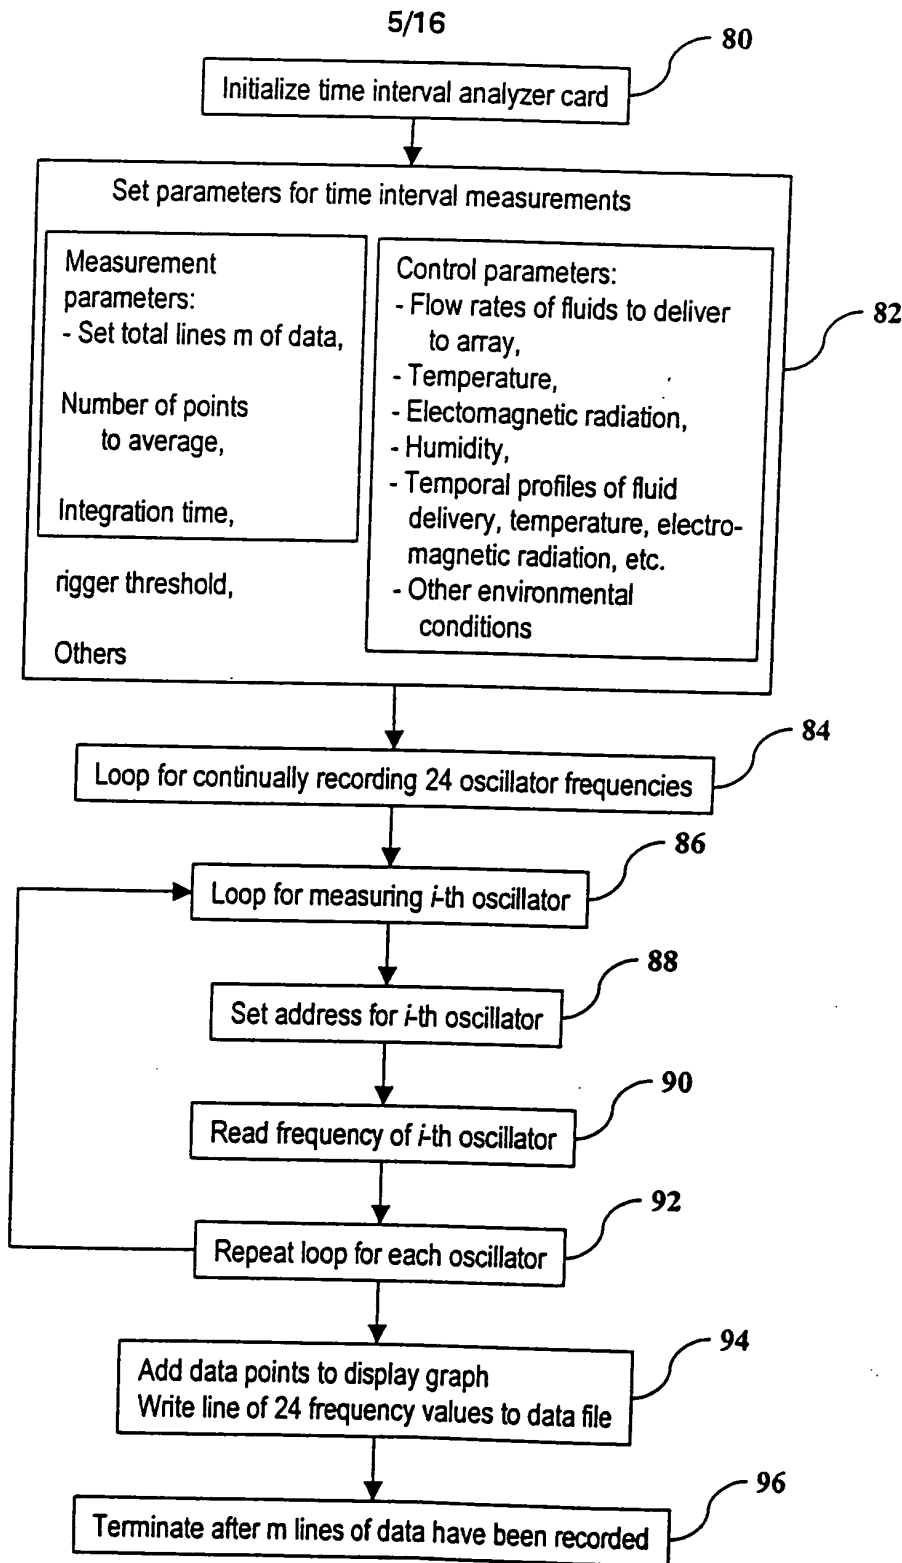 5/16
80
Initialize time interval analyzer card
Set parameters for time interval measurements
82
Measurement
parameters:
- Set total lines m of data,
Number of points
to average,
Integration time,
rigger threshold,
Others
Control parameters:
- Flow rates of fluids to deliver
to array,
- Temperature,
- Electomagnetic radiation,
- Humidity,
- Temporal profiles of fluid
delivery, temperature, electro-
magnetic radiation, etc.
- Other environmental
conditions
84
Loop for continually recording 24 oscillator frequencies
86
Loop for measuring i-th oscillator
88
Set address for i-th oscillator
90
Read frequency of i-th oscillator
92
Repeat loop for each oscillator
94
Add data points to display graph
Write line of 24 frequency values to data file
96
Terminate after m lines of data have been recorded